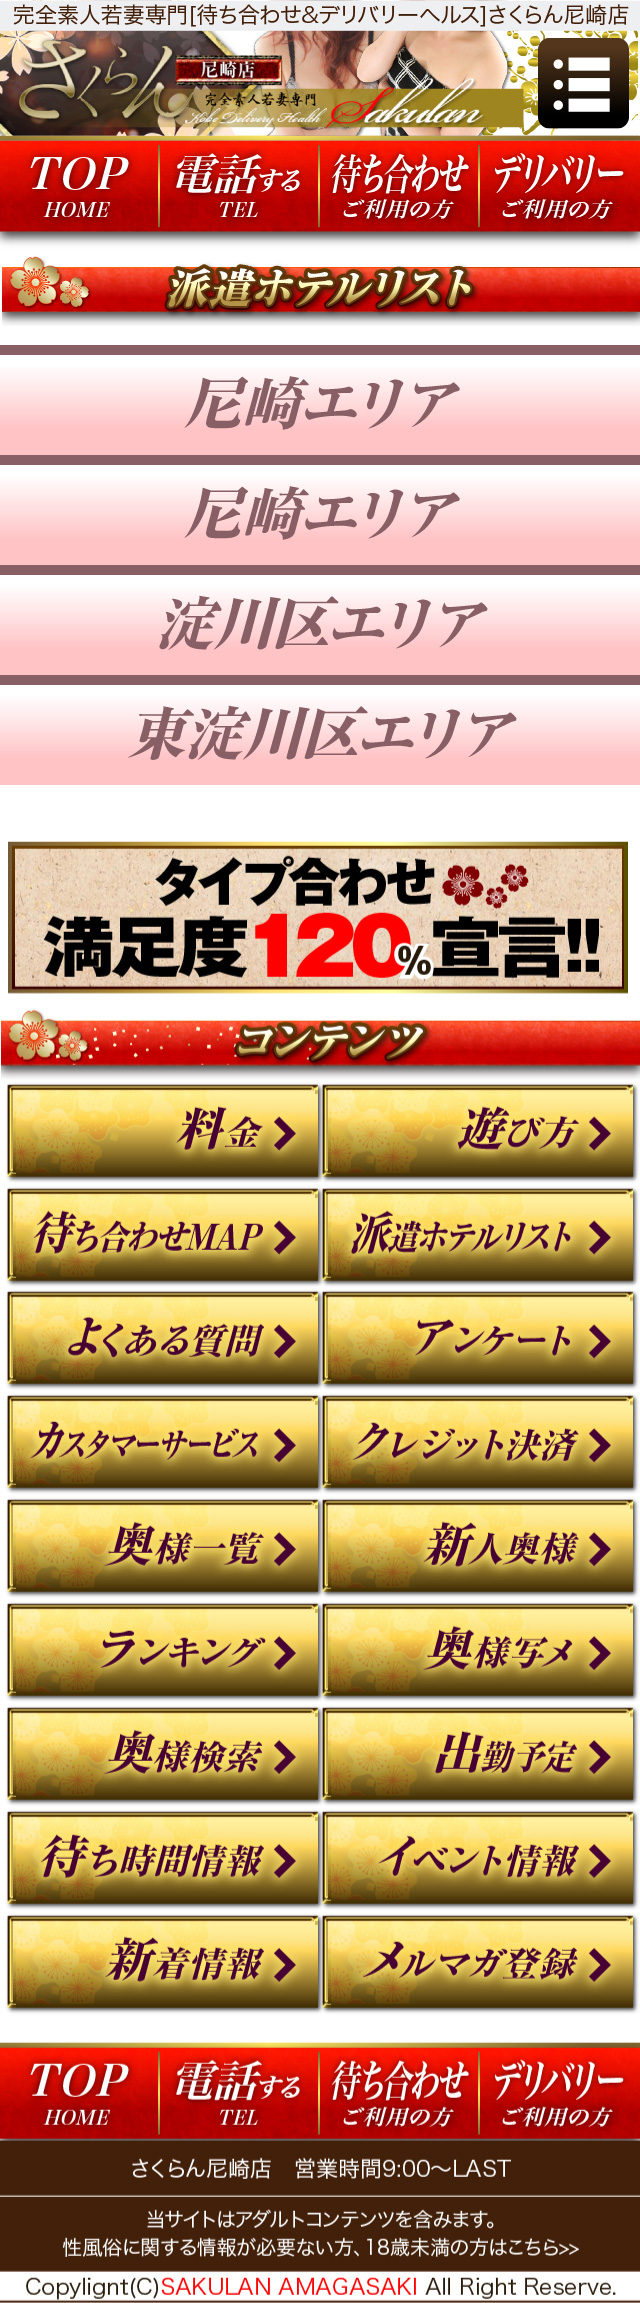 完全素人若妻専門[待ち合わせ&デリバリーヘルス]さくらん尼崎店
さくらん
尼崎店
完全素人若妻専門
Kobe Delivery Health
Sakulan
TOP
HOME
電話する
TEL
待ち合わせ
ご利用の方
デリバリー
ご利用の方
派遣ホテルリスト
尼崎エリア
尼崎エリア
淀川区エリア
東淀川区エリア
タイプ合わせ
満足度120%宣言!!
コンテンツ
料金
遊び方
待ち合わせMAP
派遣ホテルリスト
よくある質問
アンケート
カスタマーサービス
クレジット決済
奥様一覧
新人奥様
ランキング
奥様写メ
奥様検索
出勤予定
待ち時間情報
イベント情報
新着情報
メルマガ登録
TOP
HOME
電話する
TEL
待ち合わせ
ご利用の方
デリバリー
ご利用の方
さくらん尼崎店　営業時間9:00〜LAST
当サイトはアダルトコンテンツを含みます。
性風俗に関する情報が必要ない方、18歳未満の方はこちら>>
Copylignt(C)SAKULAN AMAGASAKI All Right Reserve.